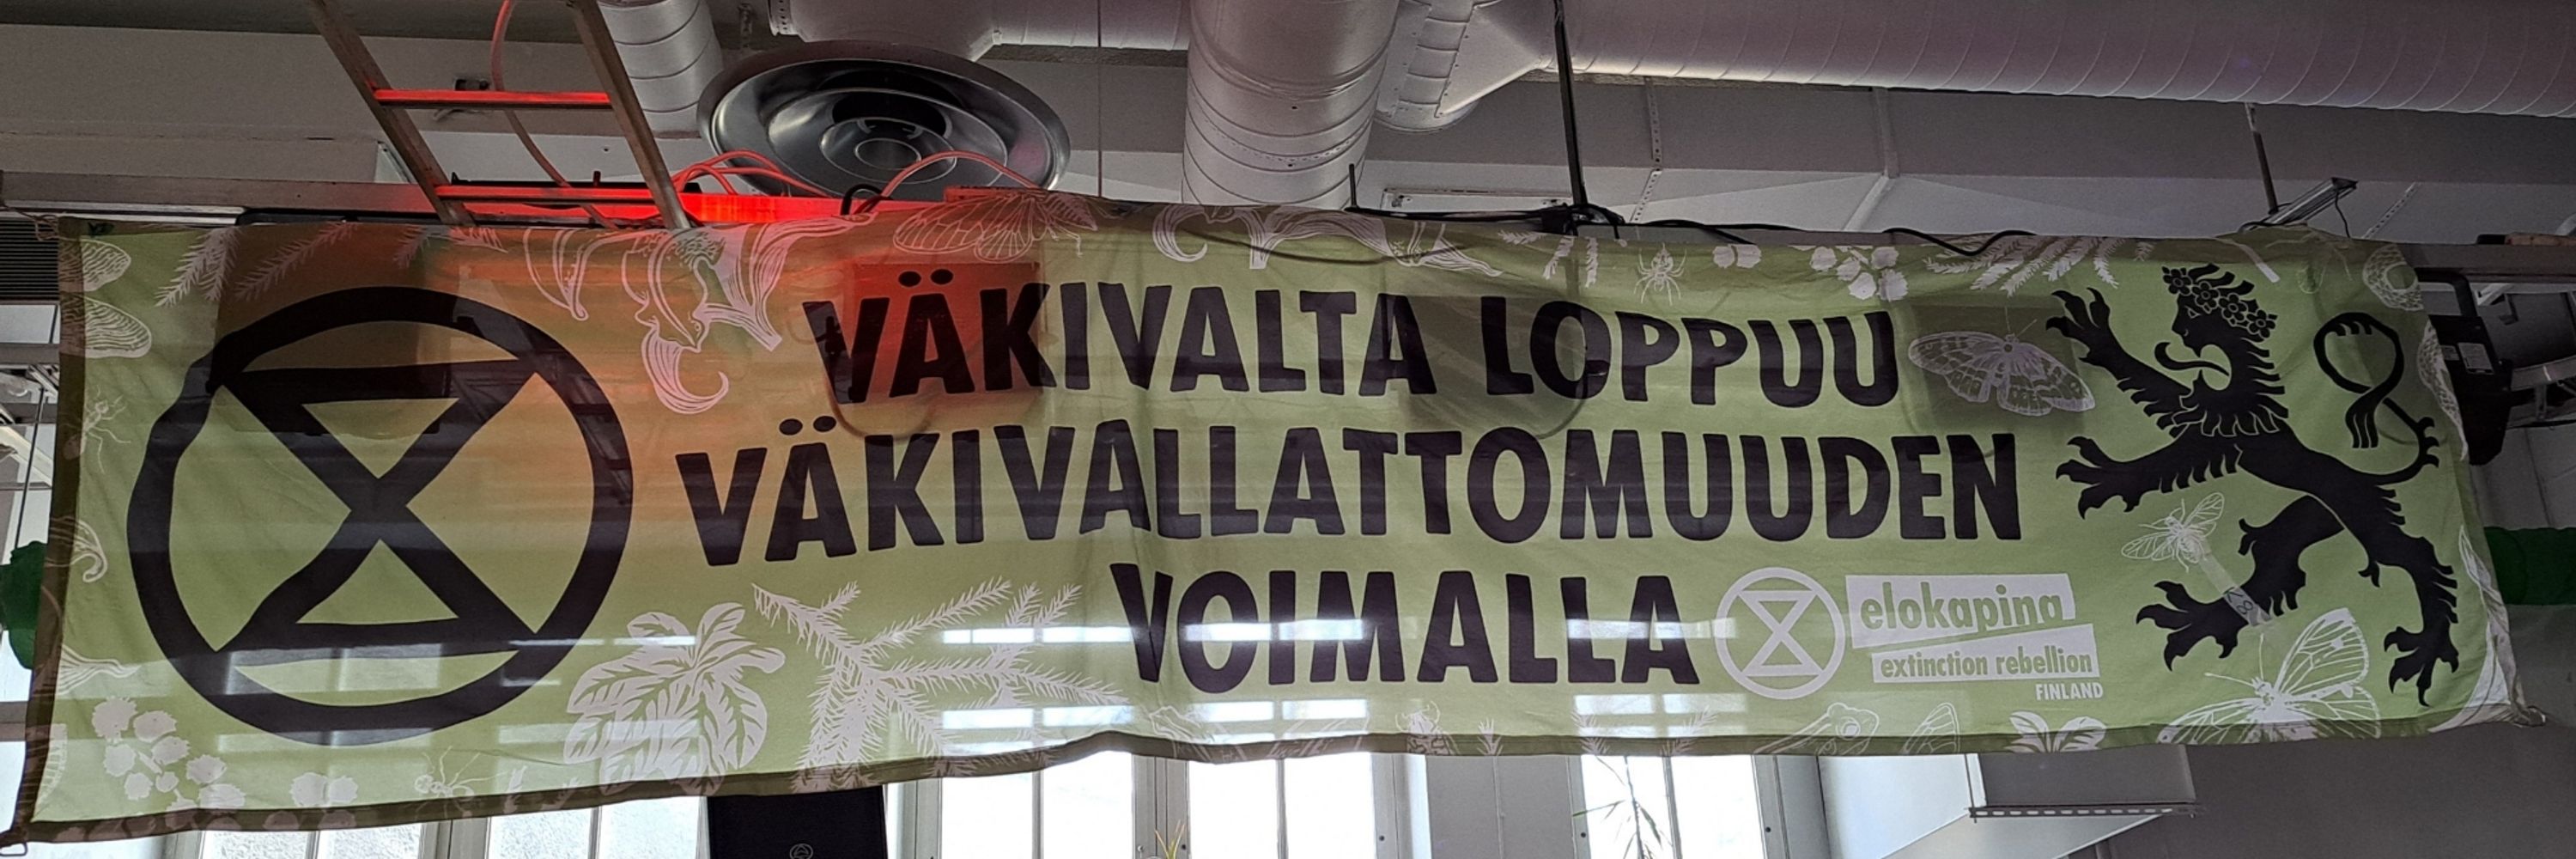 VÄKIVALTA LOPPUU
VÄKIVALLATTOMUUDEN
VOIMALLA
elokapina
extinction rebellion
FINLAND